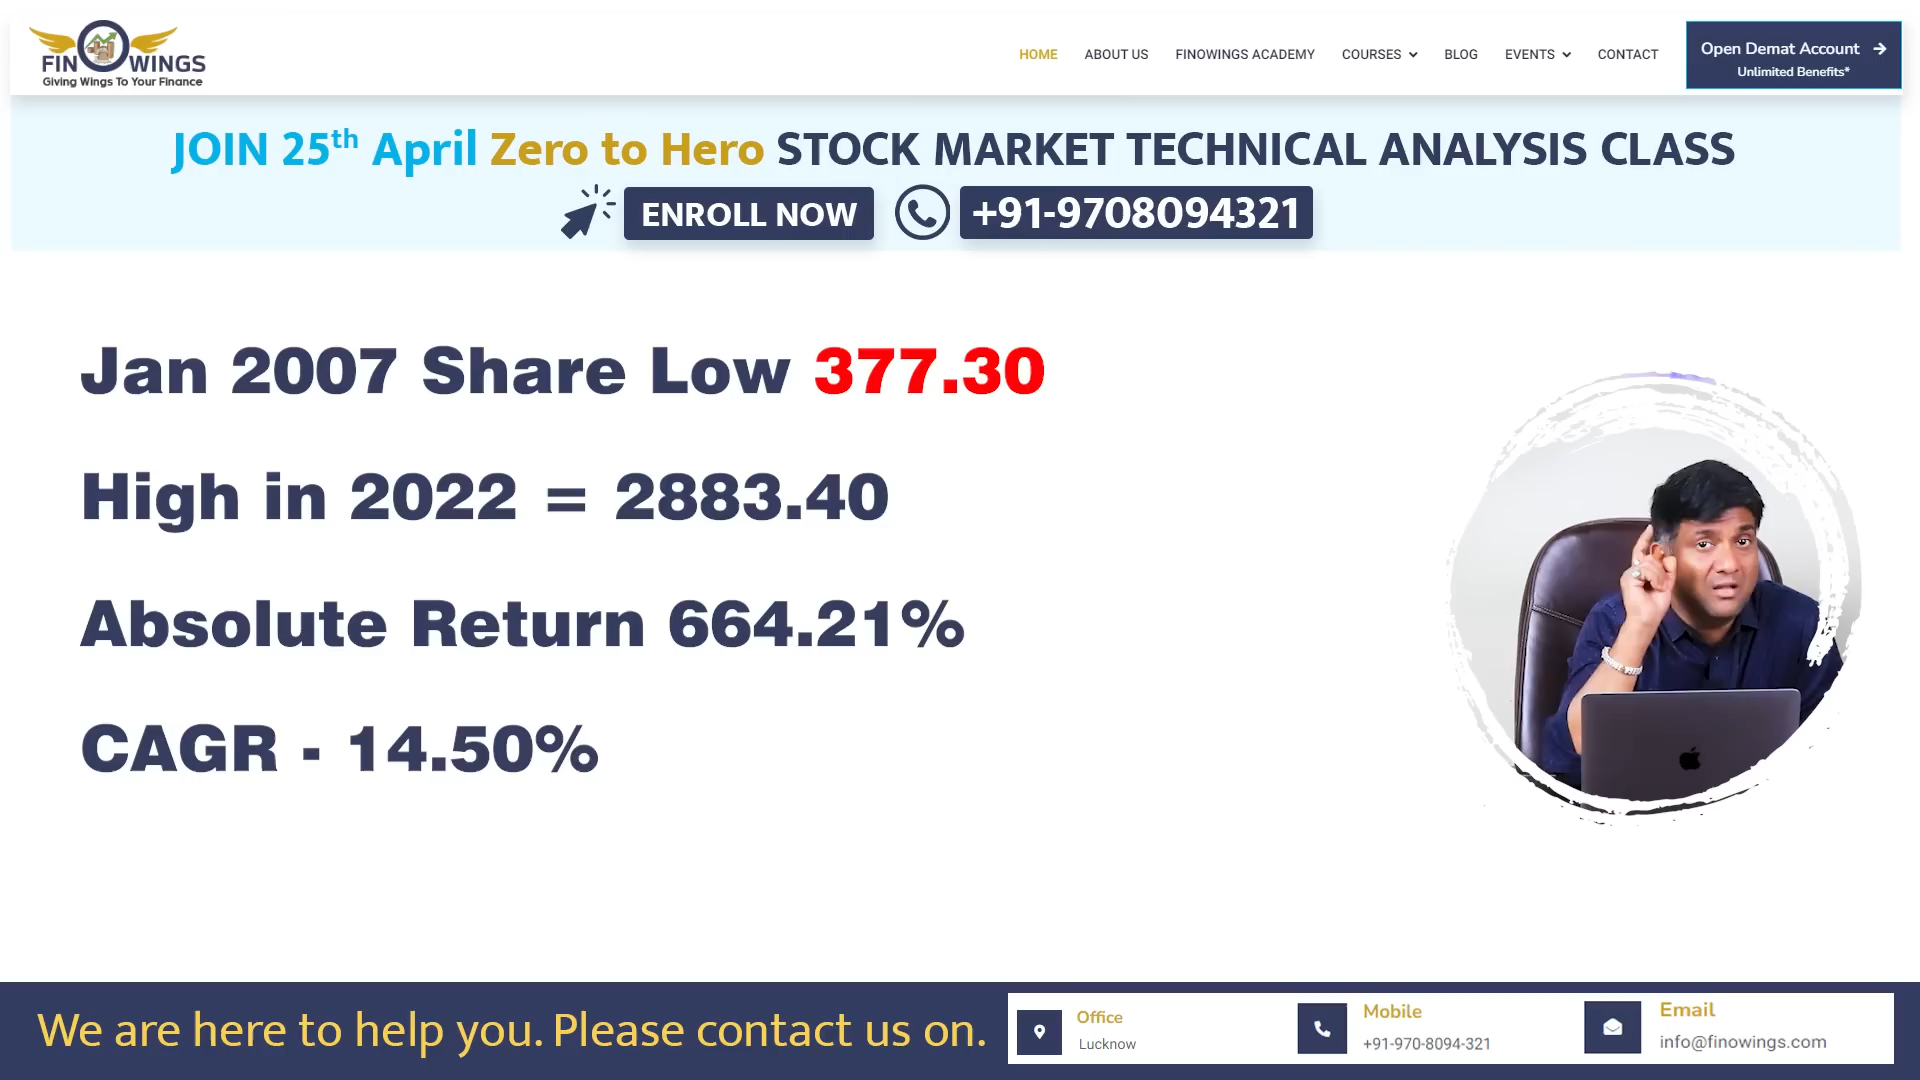 FINOWINGS
Giving Wings To Your Finance
HOME ABOUT US FINOWINGS ACADEMY COURSES BLOG EVENTS CONTACT
Open Demat Account
Unlimited Benefits*
JOIN 25th April Zero to Hero STOCK MARKET TECHNICAL ANALYSIS CLASS
ENROLL NOW +91-9708094321
Jan 2007 Share Low 377.30
High in 2022 = 2883.40
Absolute Return 664.21%
CAGR - 14.50%
We are here to help you. Please contact us on.
Office
Lucknow
Mobile
+91-970-8094-321
Email
info@finowings.com